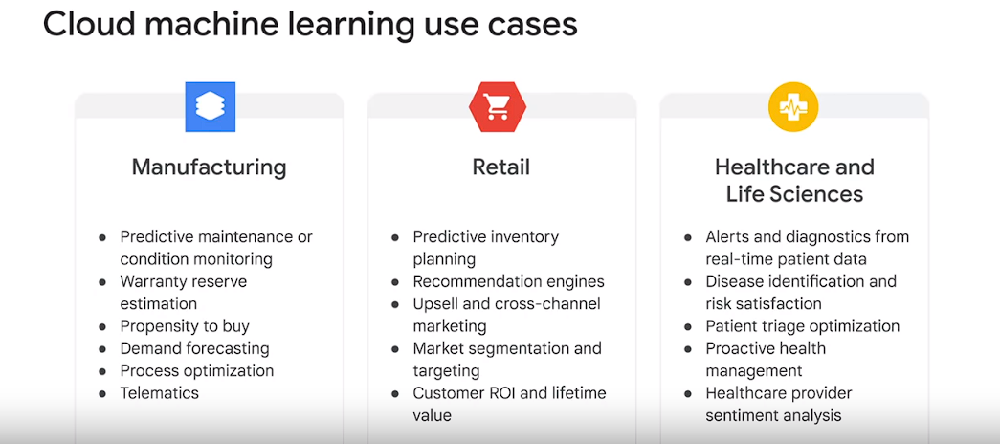 Cloud machine learning use cases
Manufacturing
• Predictive maintenance or
condition monitoring
• Warranty reserve
estimation
• Propensity to buy
• Demand forecasting
• Process optimization
• Telematics
Retail
• Predictive inventory
planning
• Recommendation engines
• Upsell and cross-channel
marketing
• Market segmentation and
targeting
• Customer ROI and lifetime
value
Healthcare and
Life Sciences
• Alerts and diagnostics from
real-time patient data
• Disease identification and
risk satisfaction
• Patient triage optimization
• Proactive health
management
• Healthcare provider
sentiment analysis